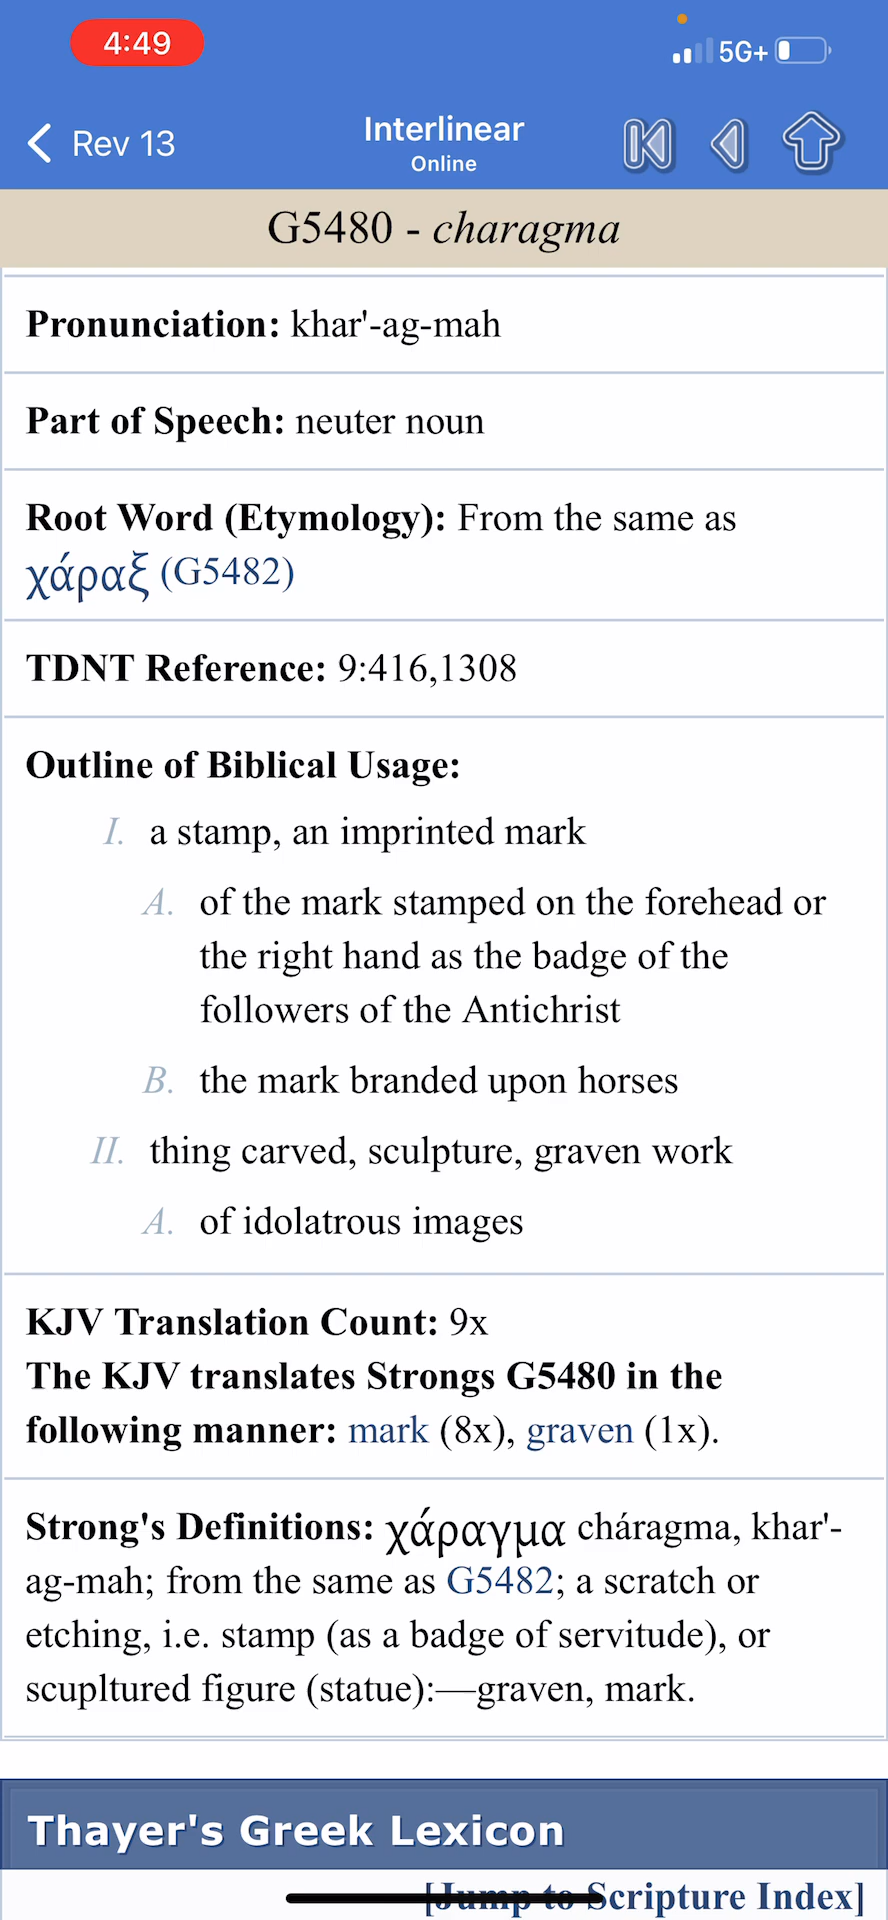 4:49
5G+
Rev 13
Interlinear
Online
G5480 - charagma
Pronunciation: khar'-ag-mah
Part of Speech: neuter noun
Root Word (Etymology): From the same as
χάραξ (G5482)
TDNT Reference: 9:416,1308
Outline of Biblical Usage:
I. a stamp, an imprinted mark
A. of the mark stamped on the forehead or
the right hand as the badge of the
followers of the Antichrist
B. the mark branded upon horses
II. thing carved, sculpture, graven work
A. of idolatrous images
KJV Translation Count: 9x
The KJV translates Strongs G5480 in the
following manner: mark (8x), graven (1x).
Strong's Definitions: χάραγμα cháragma, khar'-
ag-mah; from the same as G5482; a scratch or
etching, i.e. stamp (as a badge of servitude), or
scupltured figure (statue):—graven, mark.
Thayer's Greek Lexicon
[Jump to Scripture Index]